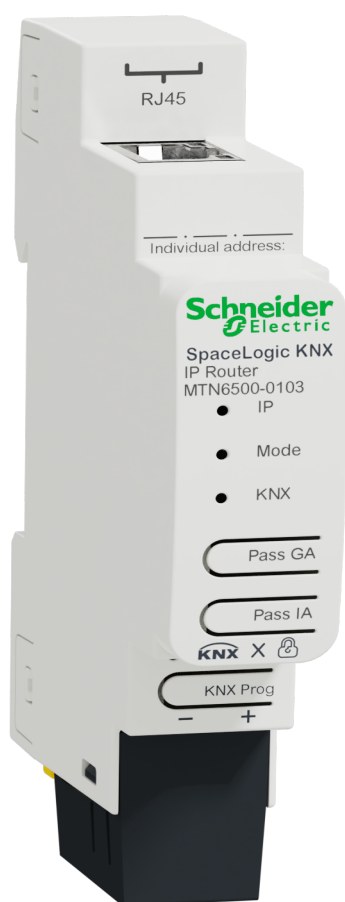 RJ45
Individual address:
Schneider
Electric
SpaceLogic KNX
IP Router
MTN6500-0103
IP
Mode
KNX
Pass GA
Pass IA
KNX X
KNX Prog
− +